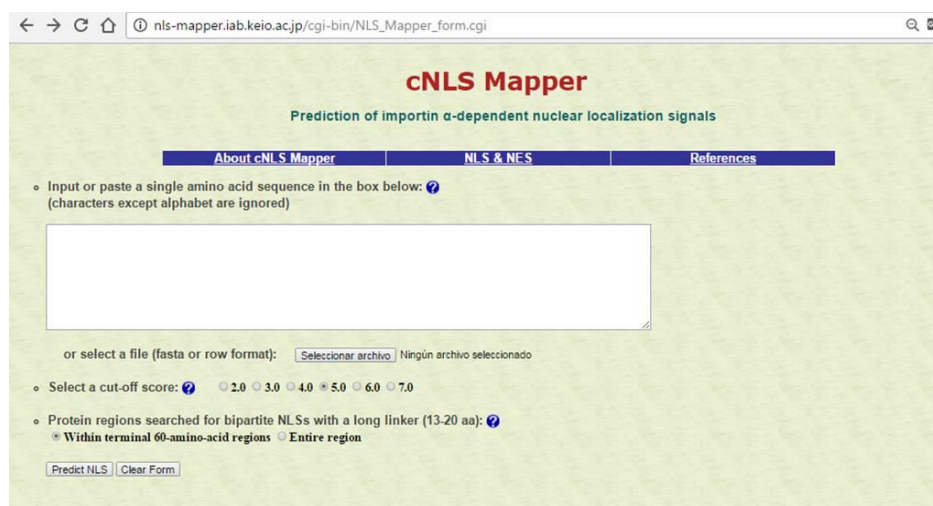 nls-mapper.iab.keio.ac.jp/cgi-bin/NLS_Mapper_form.cgi
cNLS Mapper
Prediction of importin α-dependent nuclear localization signals
About cNLS Mapper NLS & NES References
Input or paste a single amino acid sequence in the box below: ?
(characters except alphabet are ignored)
or select a file (fasta or row format): Seleccionar archivo Ningún archivo seleccionado
Select a cut-off score: ? 2.0 3.0 4.0 5.0 6.0 7.0
Protein regions searched for bipartite NLSs with a long linker (13-20 aa): ?
Within terminal 60-amino-acid regions Entire region
Predict NLS Clear Form